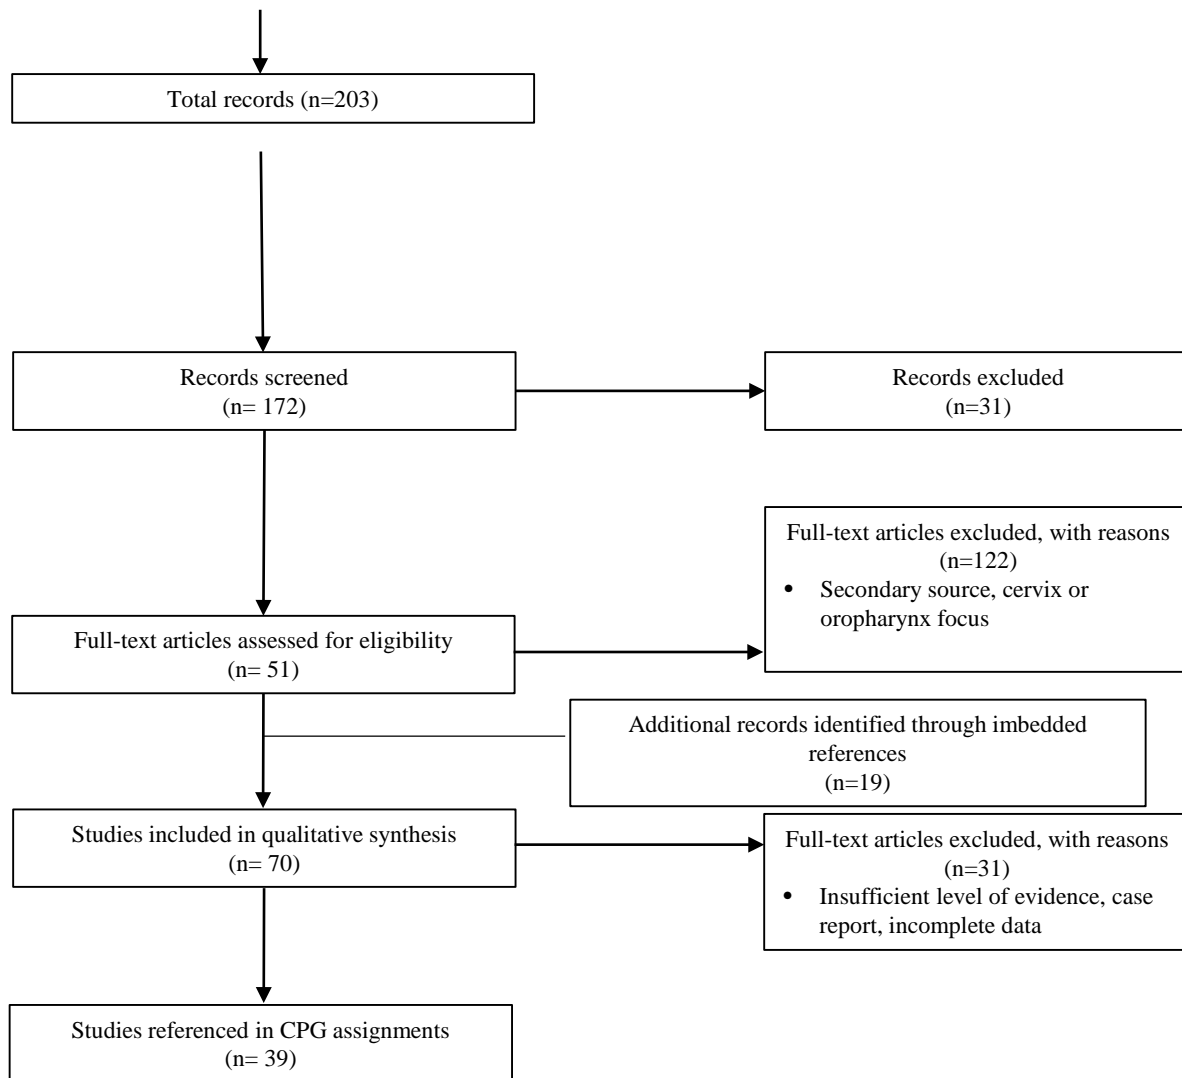 Total records (n=203)
Records screened
(n= 172)
Records excluded
(n=31)
Full-text articles excluded, with reasons
(n=122)
• Secondary source, cervix or
oropharynx focus
Full-text articles assessed for eligibility
(n= 51)
Additional records identified through imbedded
references
(n=19)
Studies included in qualitative synthesis
(n= 70)
Full-text articles excluded, with reasons
(n=31)
• Insufficient level of evidence, case
report, incomplete data
Studies referenced in CPG assignments
(n= 39)